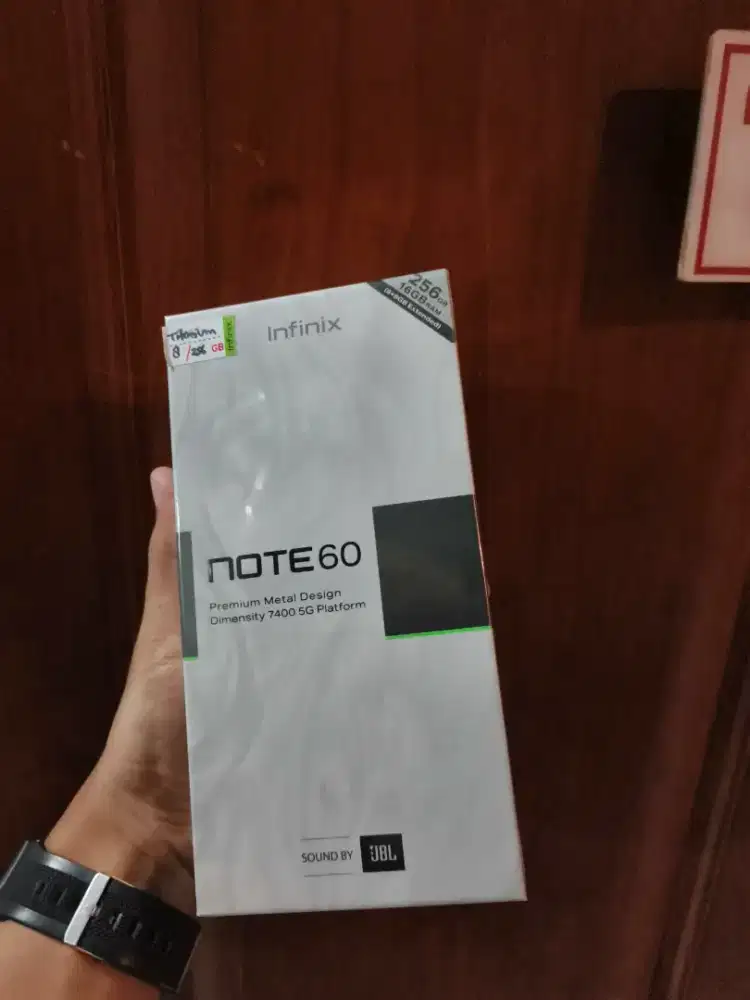 256GB
16GB RAM
(8+8GB Extended)
Infinix
Titanium
8/256 GB
Infinix
NOTE 60
Premium Metal Design
Dimensity 7400 5G Platform
SOUND BY JBL